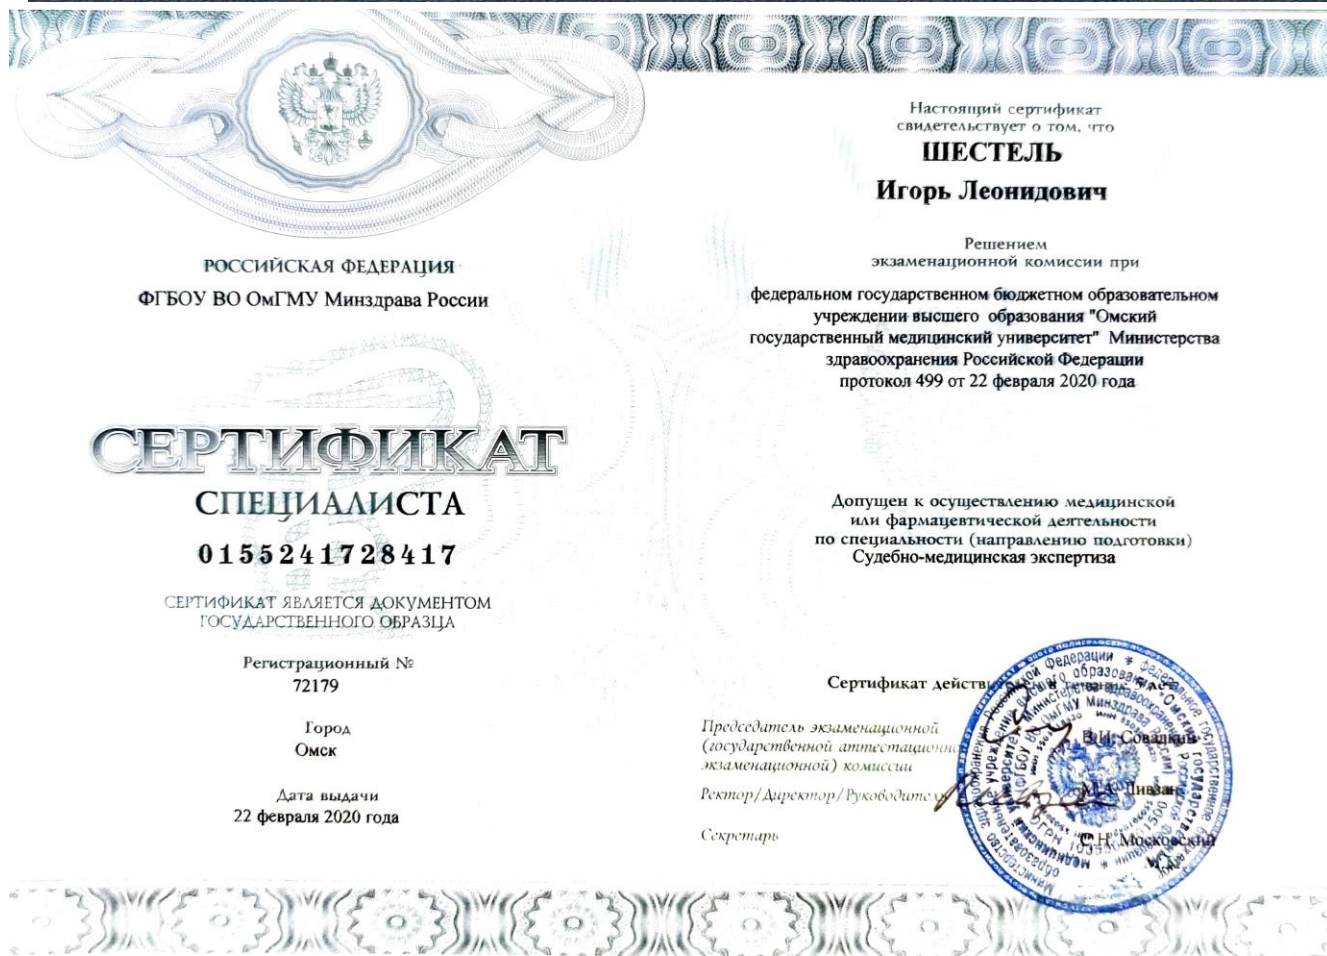 РОССИЙСКАЯ ФЕДЕРАЦИЯ
ФГБОУ ВО ОмГМУ Минздрава России
СЕРТИФИКАТ
СПЕЦИАЛИСТА
0155241728417
СЕРТИФИКАТ ЯВЛЯЕТСЯ ДОКУМЕНТОМ
ГОСУДАРСТВЕННОГО ОБРАЗЦА
Регистрационный №
72179
Город
Омск
Дата выдачи
22 февраля 2020 года
Настоящий сертификат
свидетельствует о том, что
ШЕСТЕЛЬ
Игорь Леонидович
Решением
экзаменационной комиссии при
федеральном государственном бюджетном образовательном
учреждении высшего образования "Омский
государственный медицинский университет" Министерства
здравоохранения Российской Федерации
протокол 499 от 22 февраля 2020 года
Допущен к осуществлению медицинской
или фармацевтической деятельности
по специальности (направлению подготовки)
Судебно-медицинская экспертиза
Сертификат
Председатель экзаменационной
(государственной
экзаменационной) комиссии
Ректор/Директор/Руководитель
М.А. Ливзан
Секретарь
С.Н. Московский